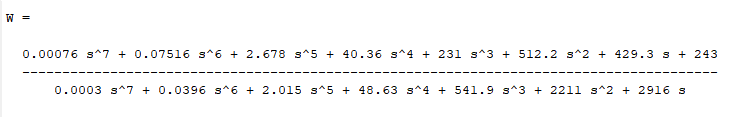 W =
0.00076 s^7 + 0.07516 s^6 + 2.678 s^5 + 40.36 s^4 + 231 s^3 + 512.2 s^2 + 429.3 s + 243
-----------------------------------------------------------------------------------------
0.0003 s^7 + 0.0396 s^6 + 2.015 s^5 + 48.63 s^4 + 541.9 s^3 + 2211 s^2 + 2916 s